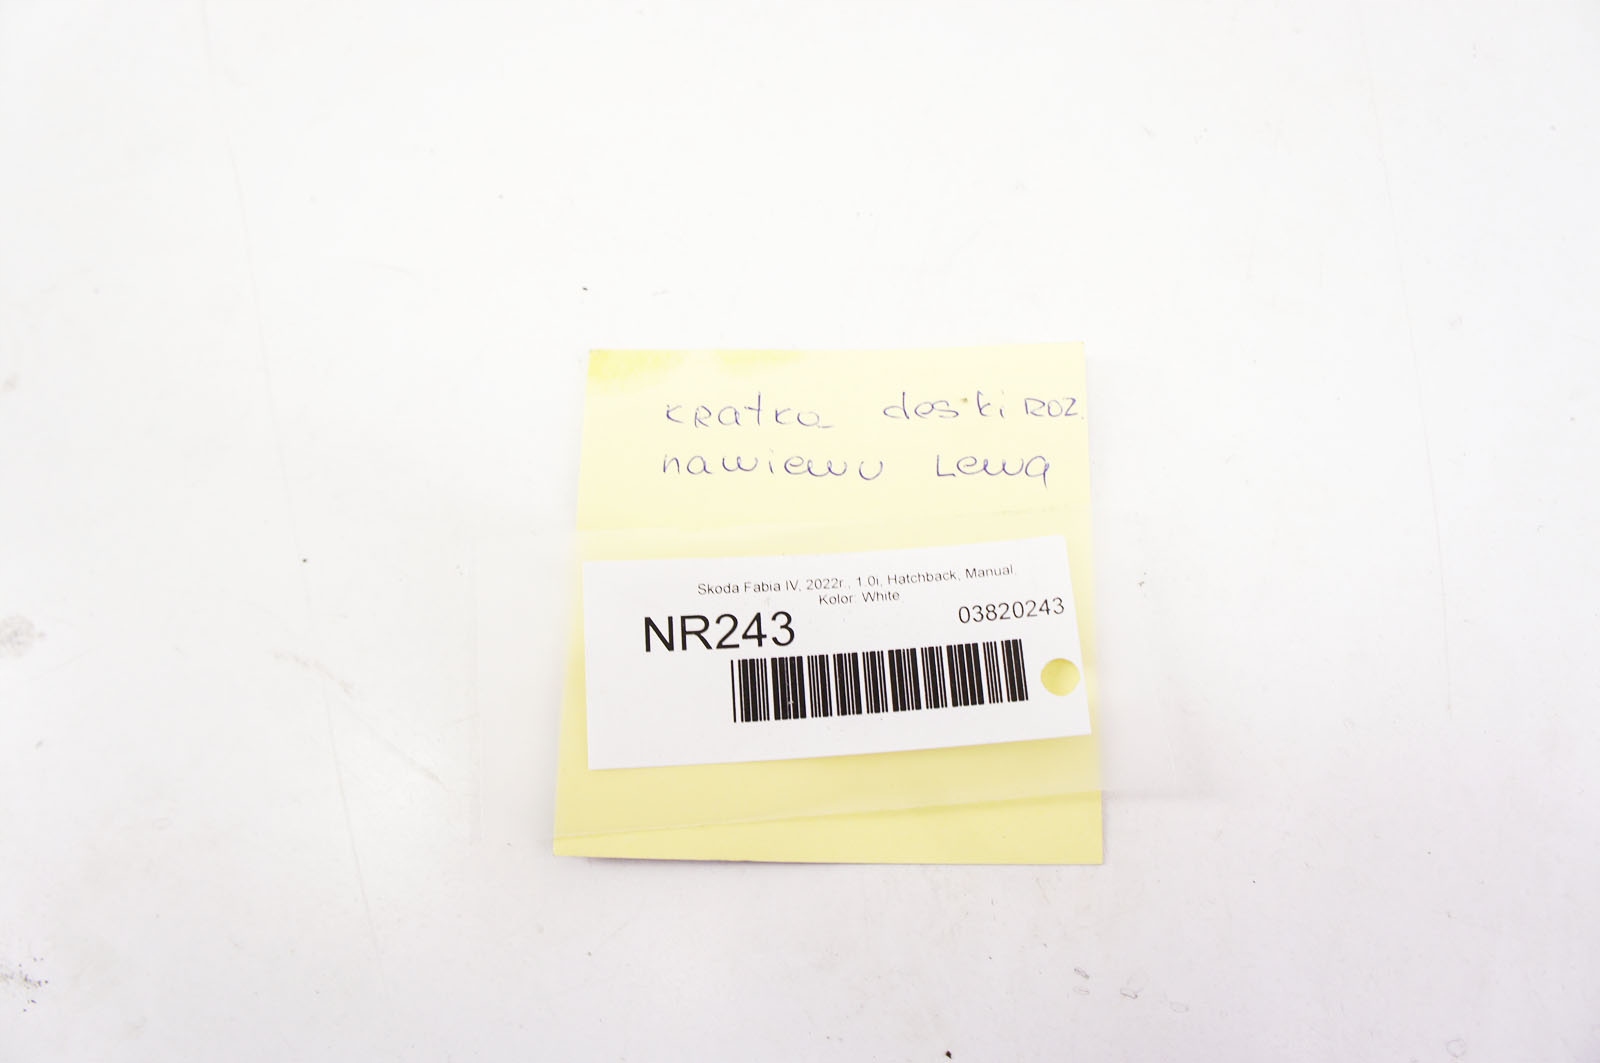 kRatka deski ROZ.
nawiewu Lewa
Skoda Fabia IV, 2022r., 1.0i, Hatchback, Manual,
Kolor: White
NR243
03820243